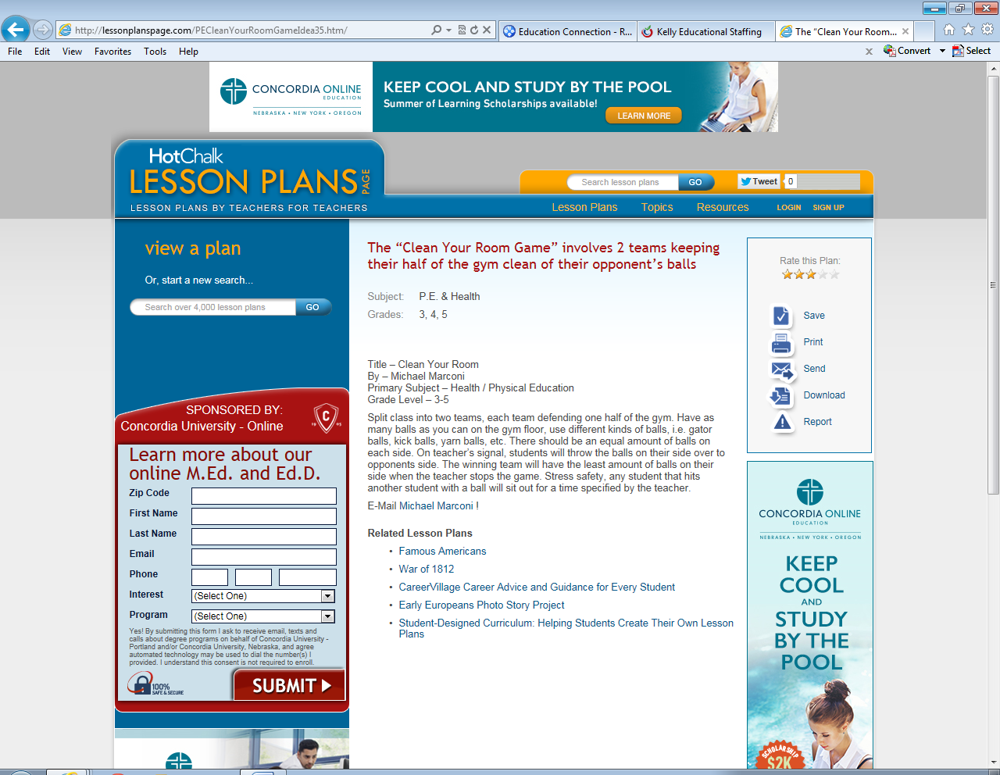 http://lessonplanspage.com/PECleanYourRoomGameIdea35.htm/
Education Connection - R...
Kelly Educational Staffing
The “Clean Your Room...
File Edit View Favorites Tools Help
Convert
Select
CONCORDIA ONLINE
EDUCATION
NEBRASKA • NEW YORK • OREGON
KEEP COOL AND STUDY BY THE POOL
Summer of Learning Scholarships available!
LEARN MORE
HotChalk
LESSON PLANS PAGE
LESSON PLANS BY TEACHERS FOR TEACHERS
Search lesson plans GO
Tweet 0
Lesson Plans Topics Resources LOGIN SIGN UP
view a plan
Or, start a new search...
Search over 4,000 lesson plans GO
SPONSORED BY:
Concordia University - Online
C
Learn more about our
online M.Ed. and Ed.D.
Zip Code
First Name
Last Name
Email
Phone
Interest (Select One)
Program (Select One)
Yes! By submitting this form I ask to receive email, texts and
calls about degree programs on behalf of Concordia University -
Portland and/or Concordia University, Nebraska, and agree
automated technology may be used to dial the number(s) I
provided. I understand this consent is not required to enroll.
100%
SAFE & SECURE
SUBMIT
The “Clean Your Room Game” involves 2 teams keeping
their half of the gym clean of their opponent’s balls
Subject: P.E. & Health
Grades: 3, 4, 5
Title – Clean Your Room
By – Michael Marconi
Primary Subject – Health / Physical Education
Grade Level – 3-5
Split class into two teams, each team defending one half of the gym. Have as
many balls as you can on the gym floor, use different kinds of balls, i.e. gator
balls, kick balls, yarn balls, etc. There should be an equal amount of balls on
each side. On teacher’s signal, students will throw the balls on their side over to
opponents side. The winning team will have the least amount of balls on their
side when the teacher stops the game. Stress safety, any student that hits
another student with a ball will sit out for a time specified by the teacher.
E-Mail Michael Marconi !
Related Lesson Plans
• Famous Americans
• War of 1812
• CareerVillage Career Advice and Guidance for Every Student
• Early Europeans Photo Story Project
• Student-Designed Curriculum: Helping Students Create Their Own Lesson
Plans
Rate this Plan:
Save
Print
Send
Download
Report
CONCORDIA ONLINE
EDUCATION
NEBRASKA • NEW YORK • OREGON
KEEP
COOL
AND
STUDY
BY THE
POOL
SCHOLARSHIP
$2K